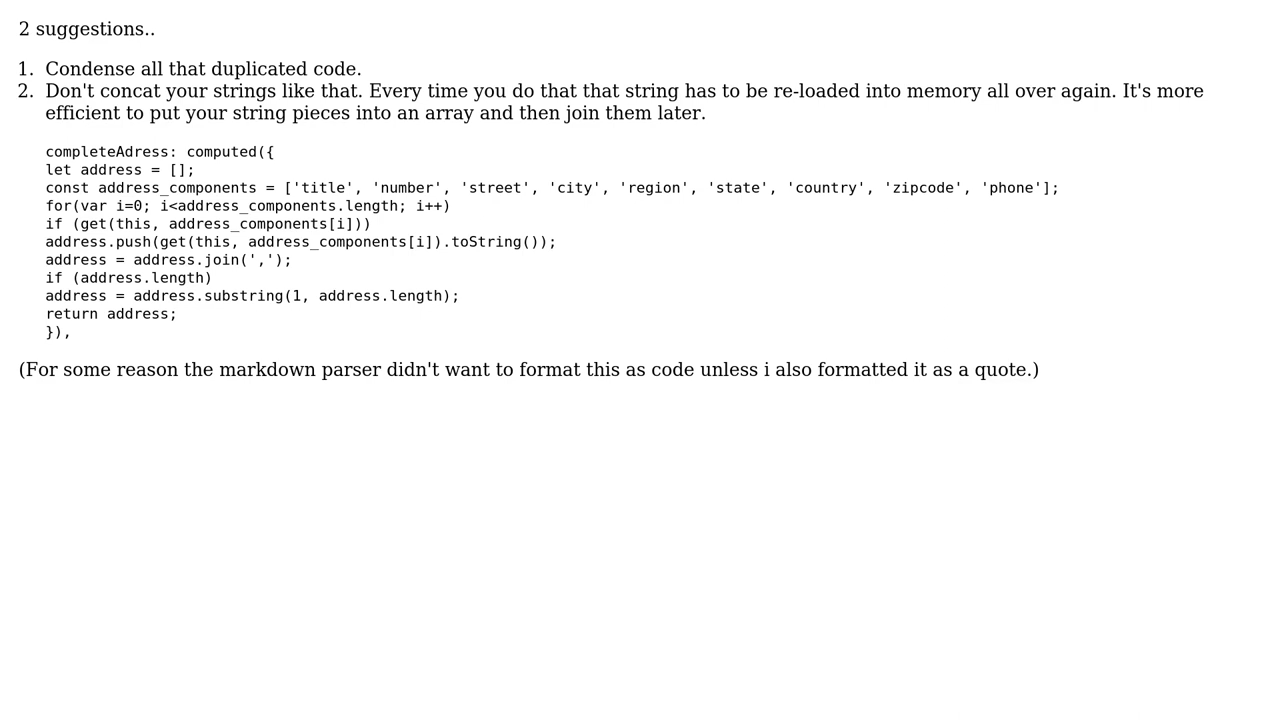 2 suggestions..
1. Condense all that duplicated code.
2. Don't concat your strings like that. Every time you do that that string has to be re-loaded into memory all over again. It's more
efficient to put your string pieces into an array and then join them later.
completeAdress: computed({
let address = [];
const address_components = ['title', 'number', 'street', 'city', 'region', 'state', 'country', 'zipcode', 'phone'];
for(var i=0; i<address_components.length; i++)
if (get(this, address_components[i]))
address.push(get(this, address_components[i]).toString());
address = address.join(',');
if (address.length)
address = address.substring(1, address.length);
return address;
}),
(For some reason the markdown parser didn't want to format this as code unless i also formatted it as a quote.)